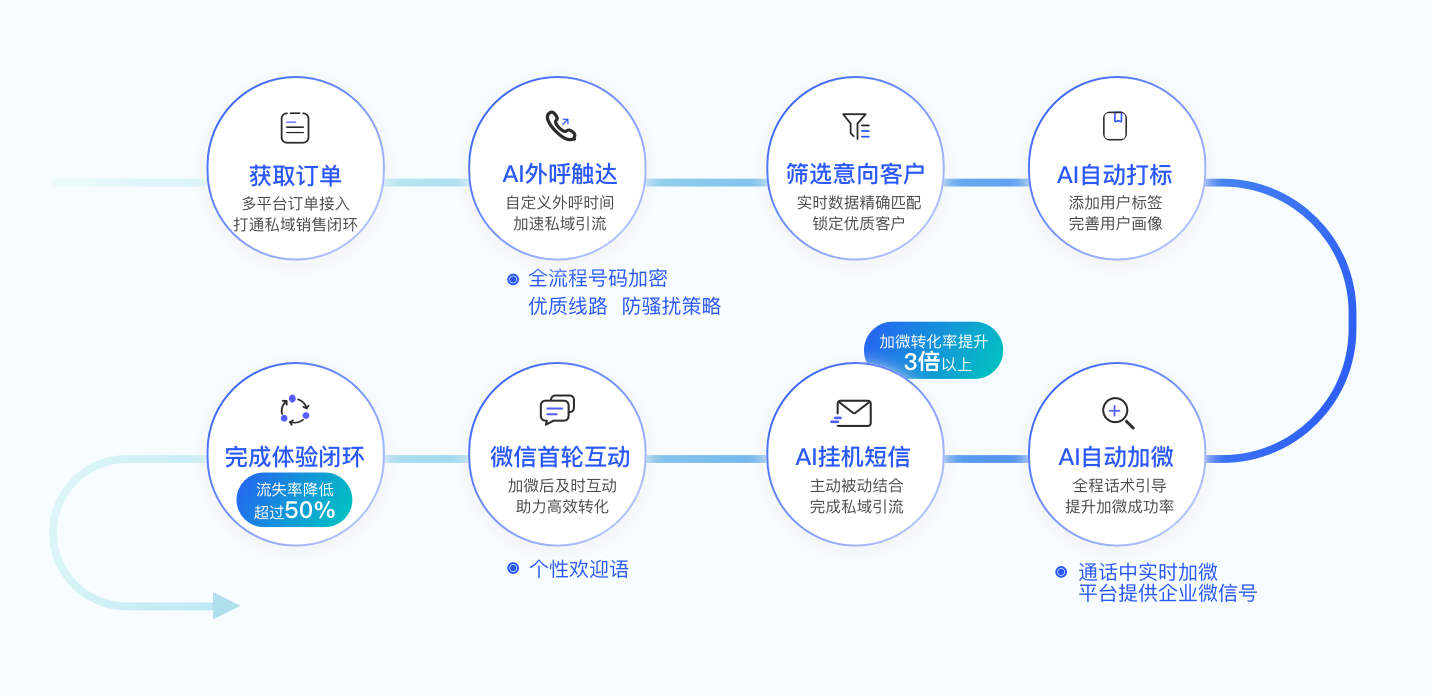 获取订单
多平台订单接入
打通私域销售闭环
AI外呼触达
自定义外呼时间
加速私域引流
全流程号码加密
优质线路 防骚扰策略
筛选意向客户
实时数据精确匹配
锁定优质客户
AI自动打标
添加用户标签
完善用户画像
加微转化率提升
3倍以上
AI自动加微
全程话术引导
提升加微成功率
通话中实时加微
平台提供企业微信号
AI挂机短信
主动被动结合
完成私域引流
微信首轮互动
加微后及时互动
助力高效转化
个性欢迎语
完成体验闭环
流失率降低
超过50%